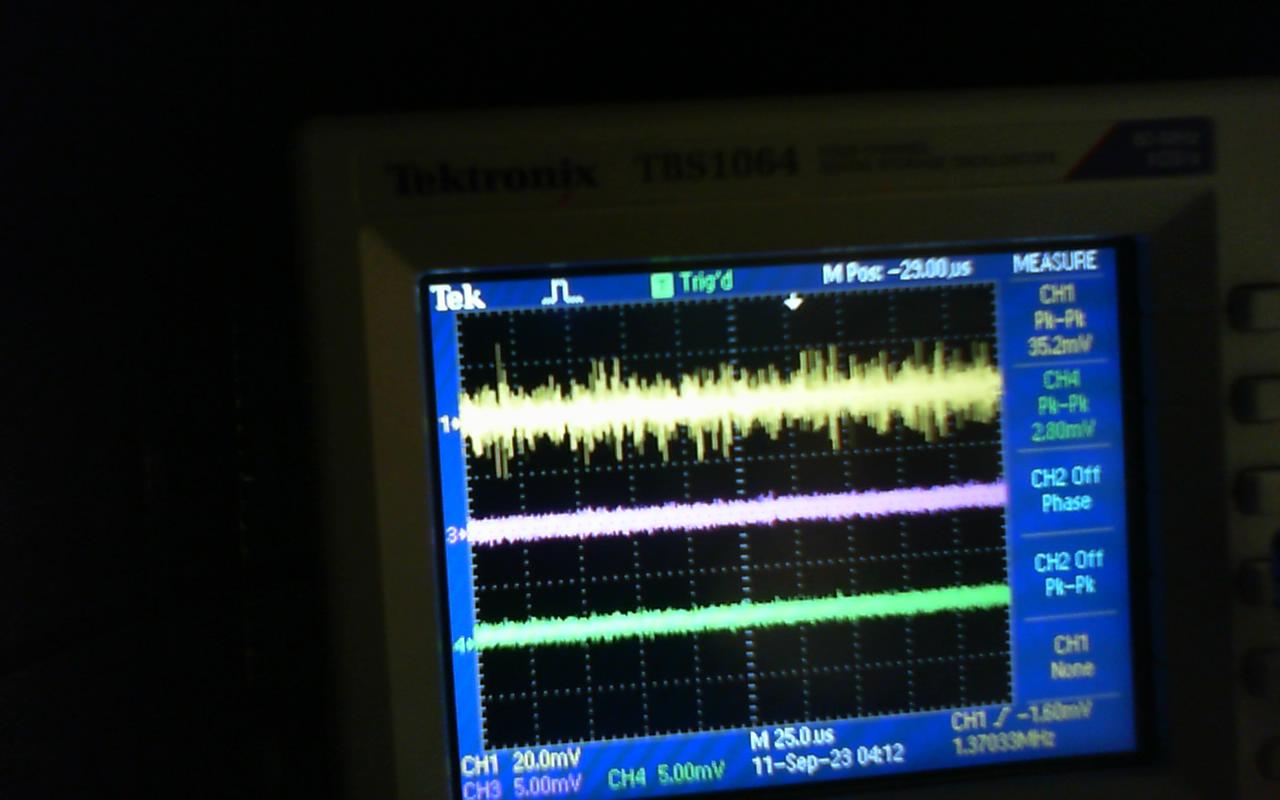 Tektronix TBS1064
Tek Trig'd M Pos: -29.00µs MEASURE
CH1
Pk-Pk
35.2mV
CH4
Pk-Pk
2.80mV
CH2 Off
Phase
CH2 Off
Pk-Pk
CH1
None
1
3
4
CH1 20.0mV M 25.0µs CH1 -1.60mV
CH3 5.00mV CH4 5.00mV 11-Sep-23 04:12 1.37033MHz